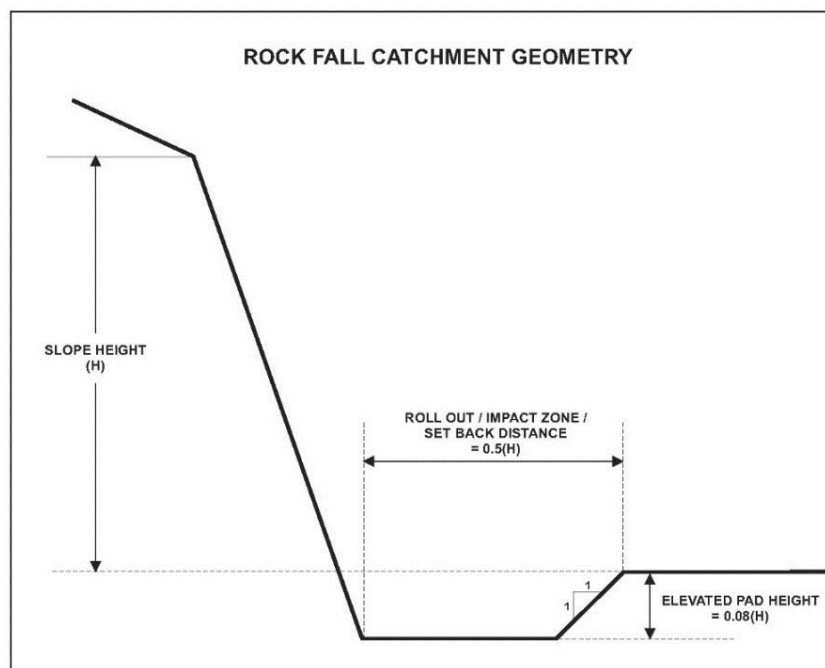 ROCK FALL CATCHMENT GEOMETRY
SLOPE HEIGHT
(H)
ROLL OUT / IMPACT ZONE /
SET BACK DISTANCE
= 0.5(H)
1
1
ELEVATED PAD HEIGHT
= 0.08(H)